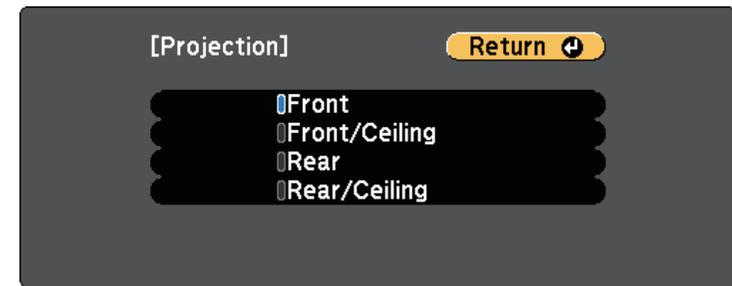 [Projection] Return
Front
Front/Ceiling
Rear
Rear/Ceiling